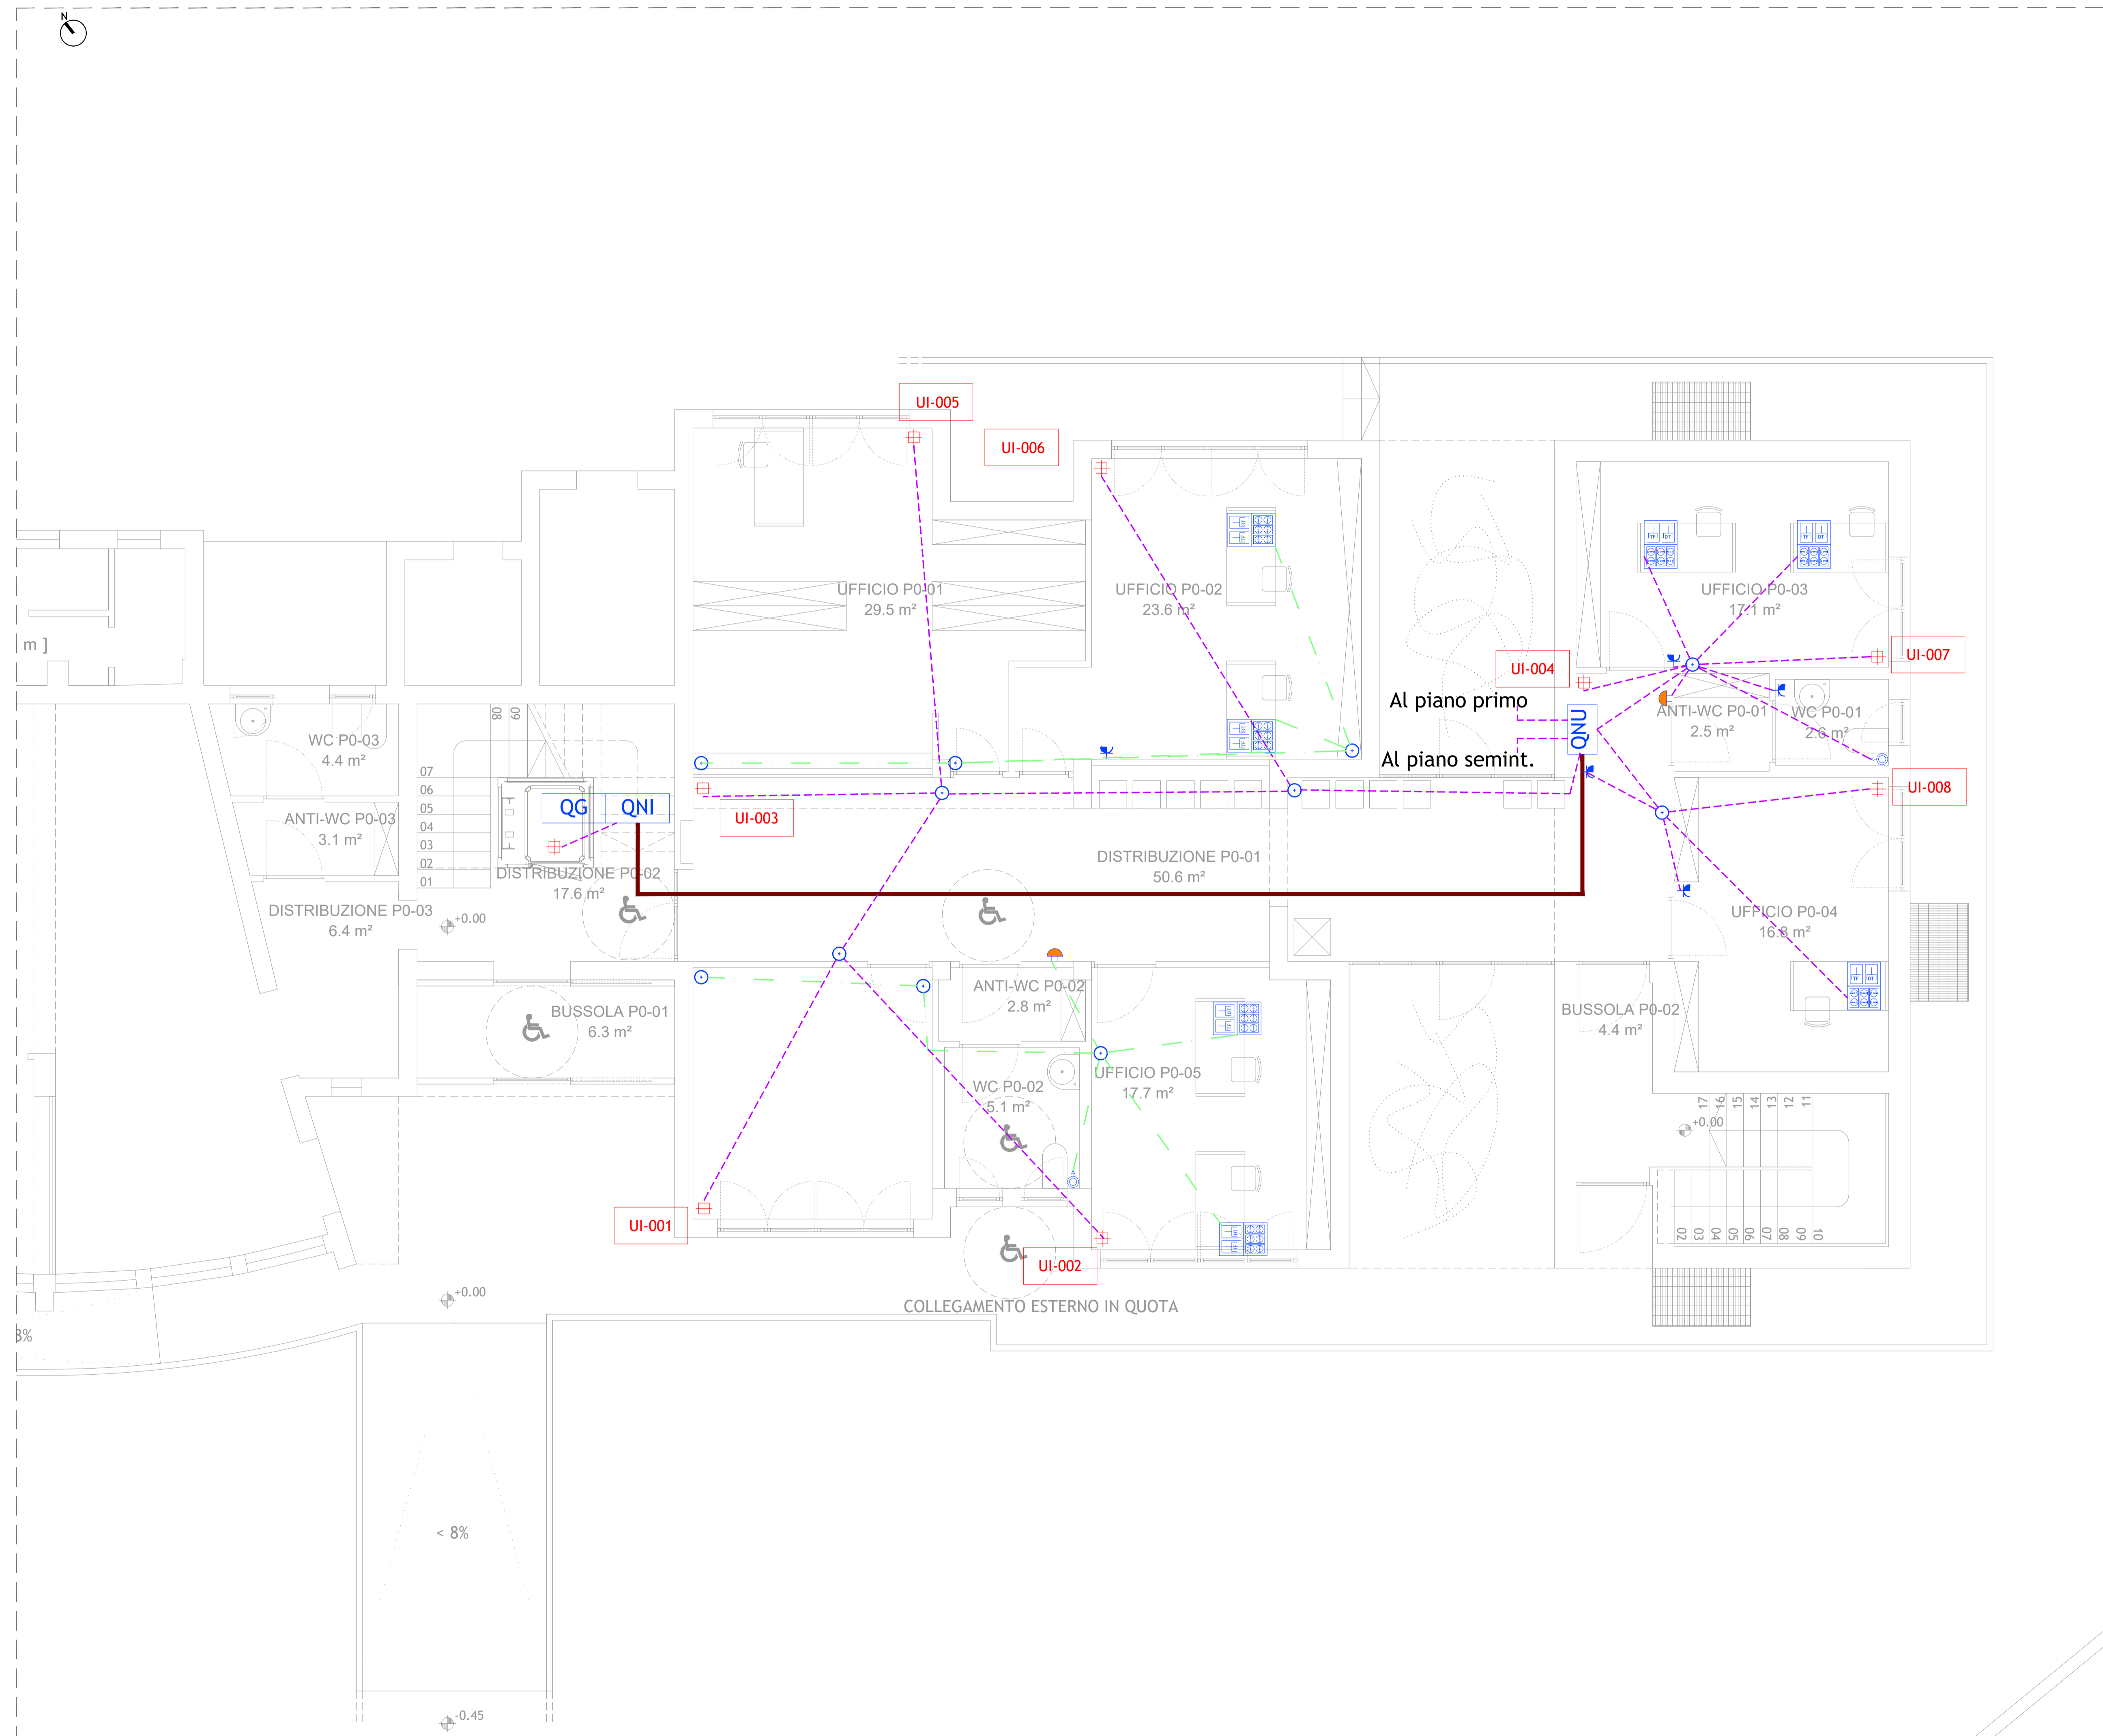 N
UI-005
UI-006
UFFICIO P0-01
29.5 m²
UFFICIO P0-02
23.6 m²
UFFICIO P0-03
17.1 m²
m ]
UI-007
UI-004
Al piano primo
QNU
ANTI-WC P0-01
2.5 m²
WC P0-01
2.6 m²
Al piano semint.
08
09
WC P0-03
4.4 m²
07
06
05
04
03
02
01
QG
QNI
UI-003
UI-008
ANTI-WC P0-03
3.1 m²
DISTRIBUZIONE P0-01
50.6 m²
DISTRIBUZIONE P0-02
17.6 m²
DISTRIBUZIONE P0-03
6.4 m²
+0.00
UFFICIO P0-04
16.8 m²
ANTI-WC P0-02
2.8 m²
BUSSOLA P0-01
6.3 m²
BUSSOLA P0-02
4.4 m²
WC P0-02
5.1 m²
UFFICIO P0-05
17.7 m²
17
16
15
14
13
12
11
+0.00
02
03
04
05
06
07
08
09
10
UI-001
UI-002
+0.00
COLLEGAMENTO ESTERNO IN QUOTA
8%
< 8%
-0.45